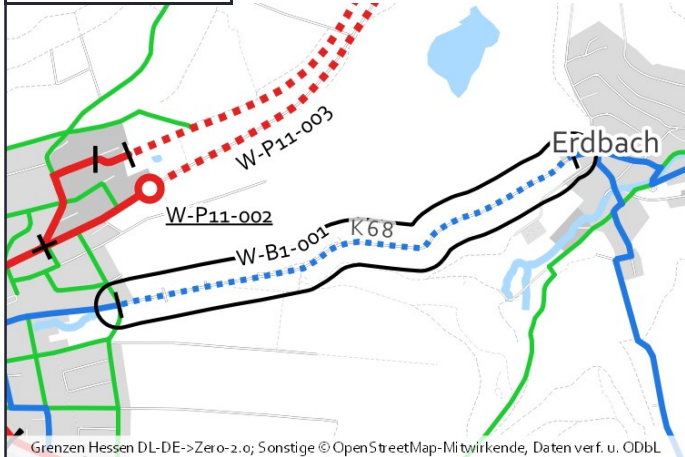 W-P11-003
Erdbach
W-P11-002
K68
W-B1-001
Grenzen Hessen DL-DE->Zero-2.0; Sonstige © OpenStreetMap-Mitwirkende, Daten verf. u. ODbL